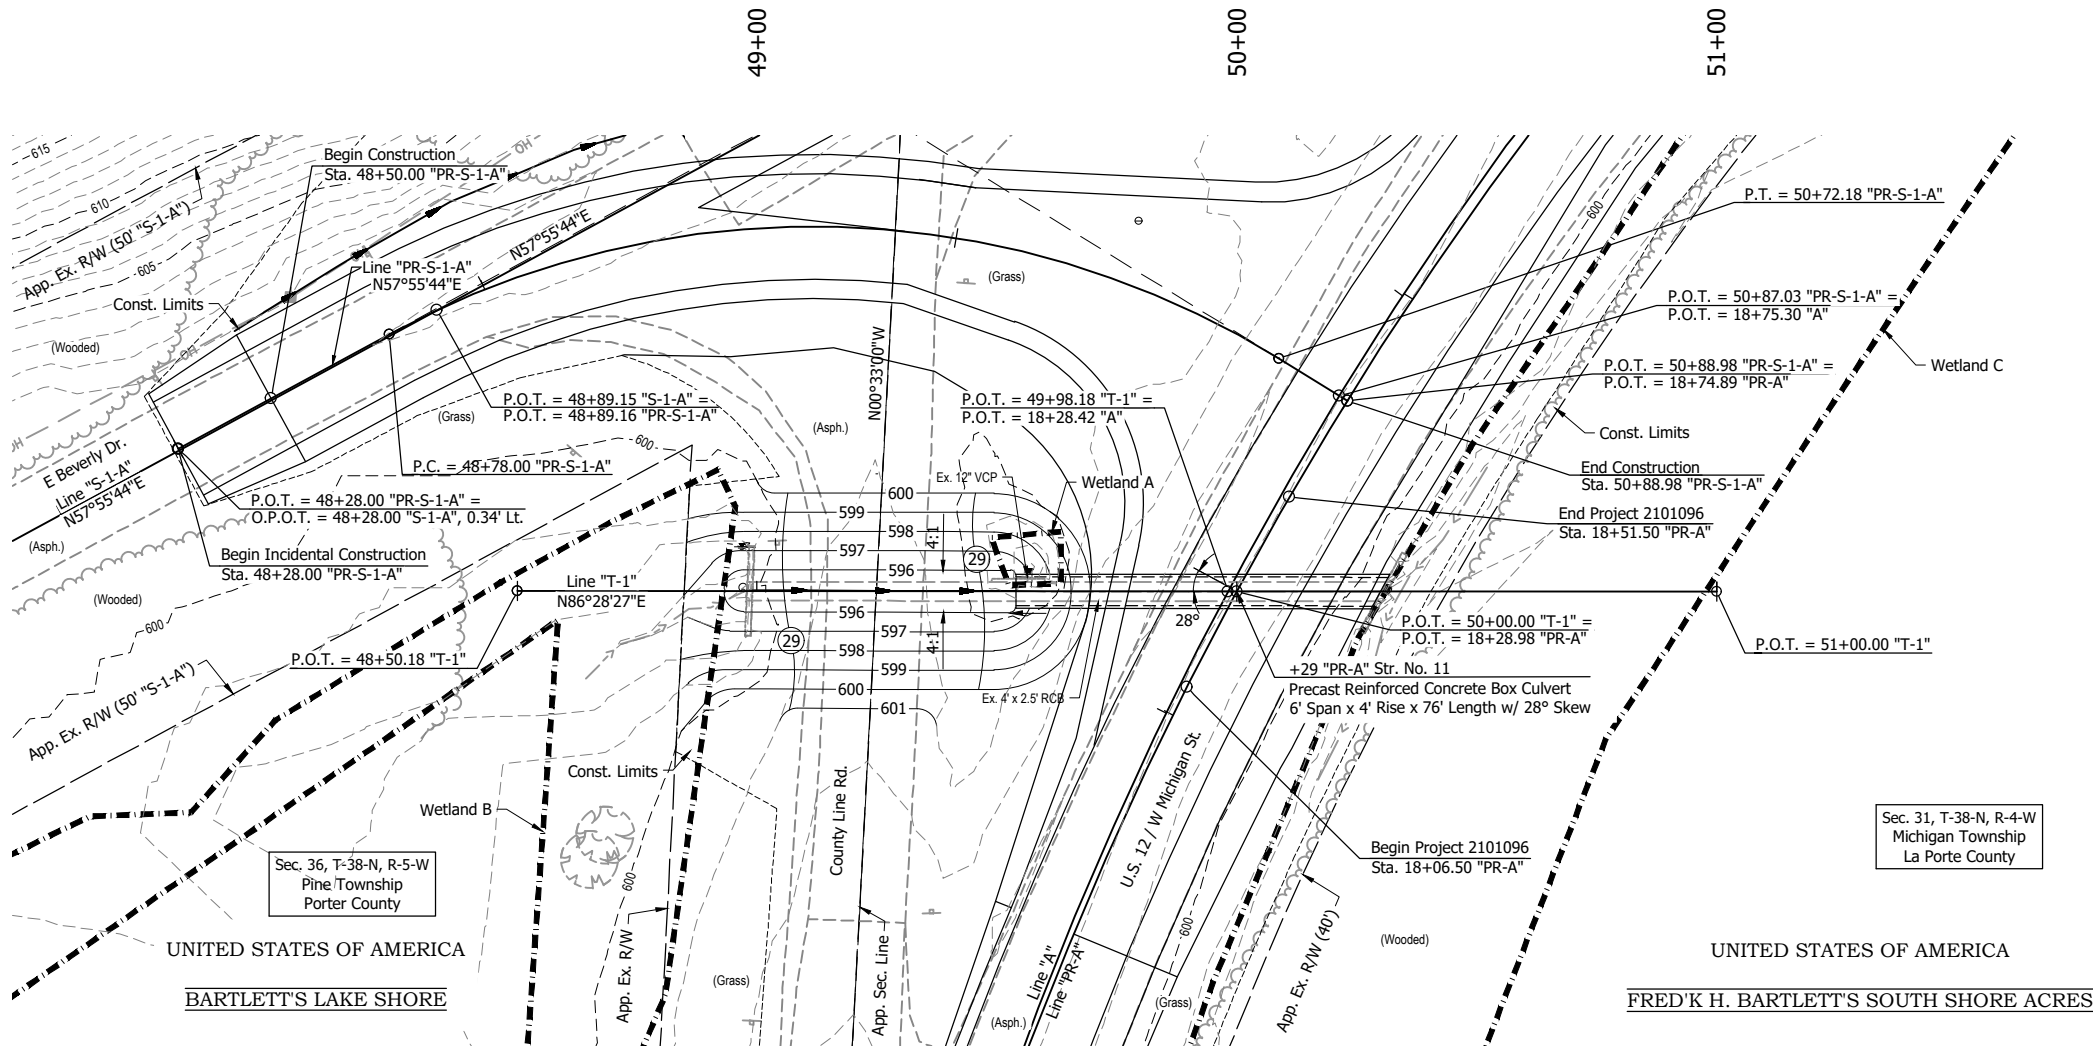 49+00
50+00
51+00
615
610
605
App. Ex. R/W (50' "S-1-A")
Begin Construction
Sta. 48+50.00 "PR-S-1-A"
OH
N57°55'44"E
Line "PR-S-1-A"
N57°55'44"E
Const. Limits
(Wooded)
OH
OH
(Grass)
600
P.T. = 50+72.18 "PR-S-1-A"
P.O.T. = 50+87.03 "PR-S-1-A" =
P.O.T. = 18+75.30 "A"
P.O.T. = 50+88.98 "PR-S-1-A" =
P.O.T. = 18+74.89 "PR-A"
Wetland C
N00°33'00"W
P.O.T. = 48+89.15 "S-1-A" =
P.O.T. = 48+89.16 "PR-S-1-A"
(Grass)
(Asph.)
P.O.T. = 49+98.18 "T-1" =
P.O.T. = 18+28.42 "A"
Const. Limits
E Beverly Dr.
Line "S-1-A"
N57°55'44"E
600
P.C. = 48+78.00 "PR-S-1-A"
Ex. 12" VCP
Wetland A
End Construction
Sta. 50+88.98 "PR-S-1-A"
P.O.T. = 48+28.00 "PR-S-1-A" =
O.P.O.T. = 48+28.00 "S-1-A", 0.34' Lt.
600
599
598
597
596
4:1
29
End Project 2101096
Sta. 18+51.50 "PR-A"
(Asph.)
Begin Incidental Construction
Sta. 48+28.00 "PR-S-1-A"
Line "T-1"
N86°28'27"E
(Wooded)
600
596
597
598
599
600
601
4:1
29
28°
P.O.T. = 50+00.00 "T-1" =
P.O.T. = 18+28.98 "PR-A"
P.O.T. = 51+00.00 "T-1"
P.O.T. = 48+50.18 "T-1"
+29 "PR-A" Str. No. 11
Precast Reinforced Concrete Box Culvert
6' Span x 4' Rise x 76' Length w/ 28° Skew
Ex. 4' x 2.5' RCB
App. Ex. R/W (50' "S-1-A")
Const. Limits
Wetland B
County Line Rd.
U.S. 12 / W Michigan St.
Begin Project 2101096
Sta. 18+06.50 "PR-A"
Sec. 31, T-38-N, R-4-W
Michigan Township
La Porte County
Sec. 36, T-38-N, R-5-W
Pine Township
Porter County
600
600
App. Ex. R/W
App. Sec. Line
Line "A"
Line "PR-A"
App. Ex. R/W (40')
(Wooded)
UNITED STATES OF AMERICA
UNITED STATES OF AMERICA
(Grass)
(Grass)
(Asph.)
BARTLETT'S LAKE SHORE
FRED'K H. BARTLETT'S SOUTH SHORE ACRES